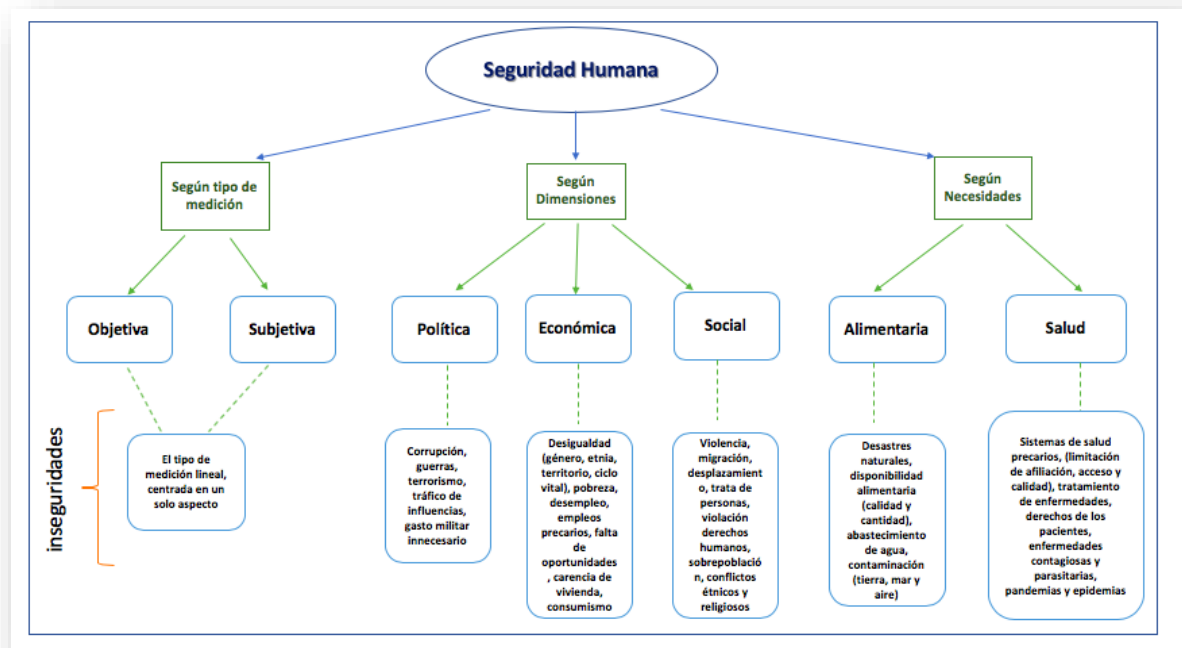 Seguridad Humana
Según tipo de
medición
Según
Dimensiones
Según
Necesidades
Objetiva
Subjetiva
Política
Económica
Social
Alimentaria
Salud
inseguridades
El tipo de
medición lineal,
centrada en un
solo aspecto
Corrupción,
guerras,
terrorismo,
tráfico de
influencias,
gasto militar
innecesario
Desigualdad
(género, etnia,
territorio, ciclo
vital), pobreza,
desempleo,
empleos
precarios, falta
de
oportunidades
, carencia de
vivienda,
consumismo
Violencia,
migración,
desplazamient
o, trata de
personas,
violación
derechos
humanos,
sobrepoblació
n, conflictos
étnicos y
religiosos
Desastres
naturales,
disponibilidad
alimentaria
(calidad y
cantidad),
abastecimiento
de agua,
contaminación
(tierra, mar y
aire)
Sistemas de salud
precarios, (limitación
de afiliación, acceso y
calidad), tratamiento
de enfermedades,
derechos de los
pacientes,
enfermedades
contagiosas y
parasitarias,
pandemias y epidemias